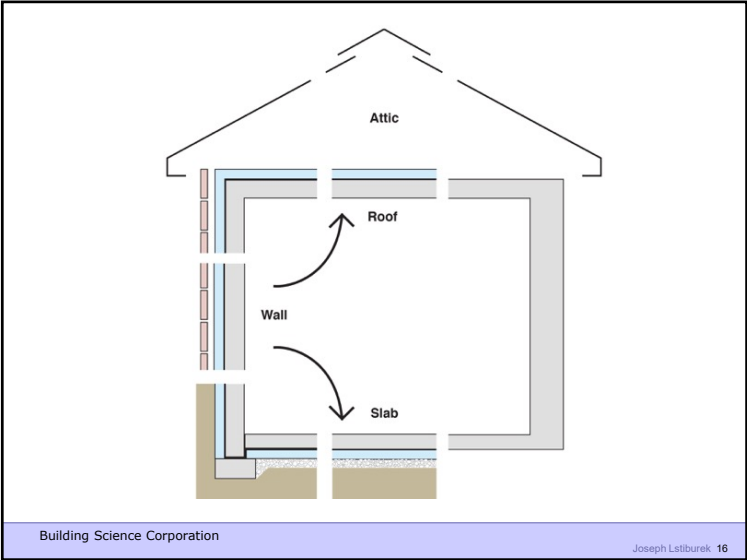 Attic
Roof
Wall
Slab
Building Science Corporation
Joseph Lstiburek 16